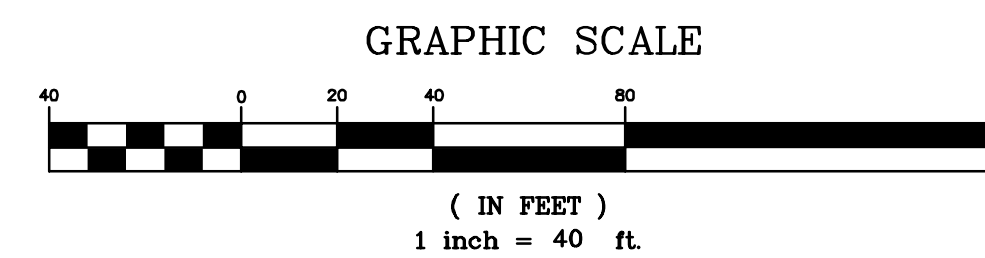 GRAPHIC SCALE
40 0 20 40 80
( IN FEET )
1 inch = 40 ft.